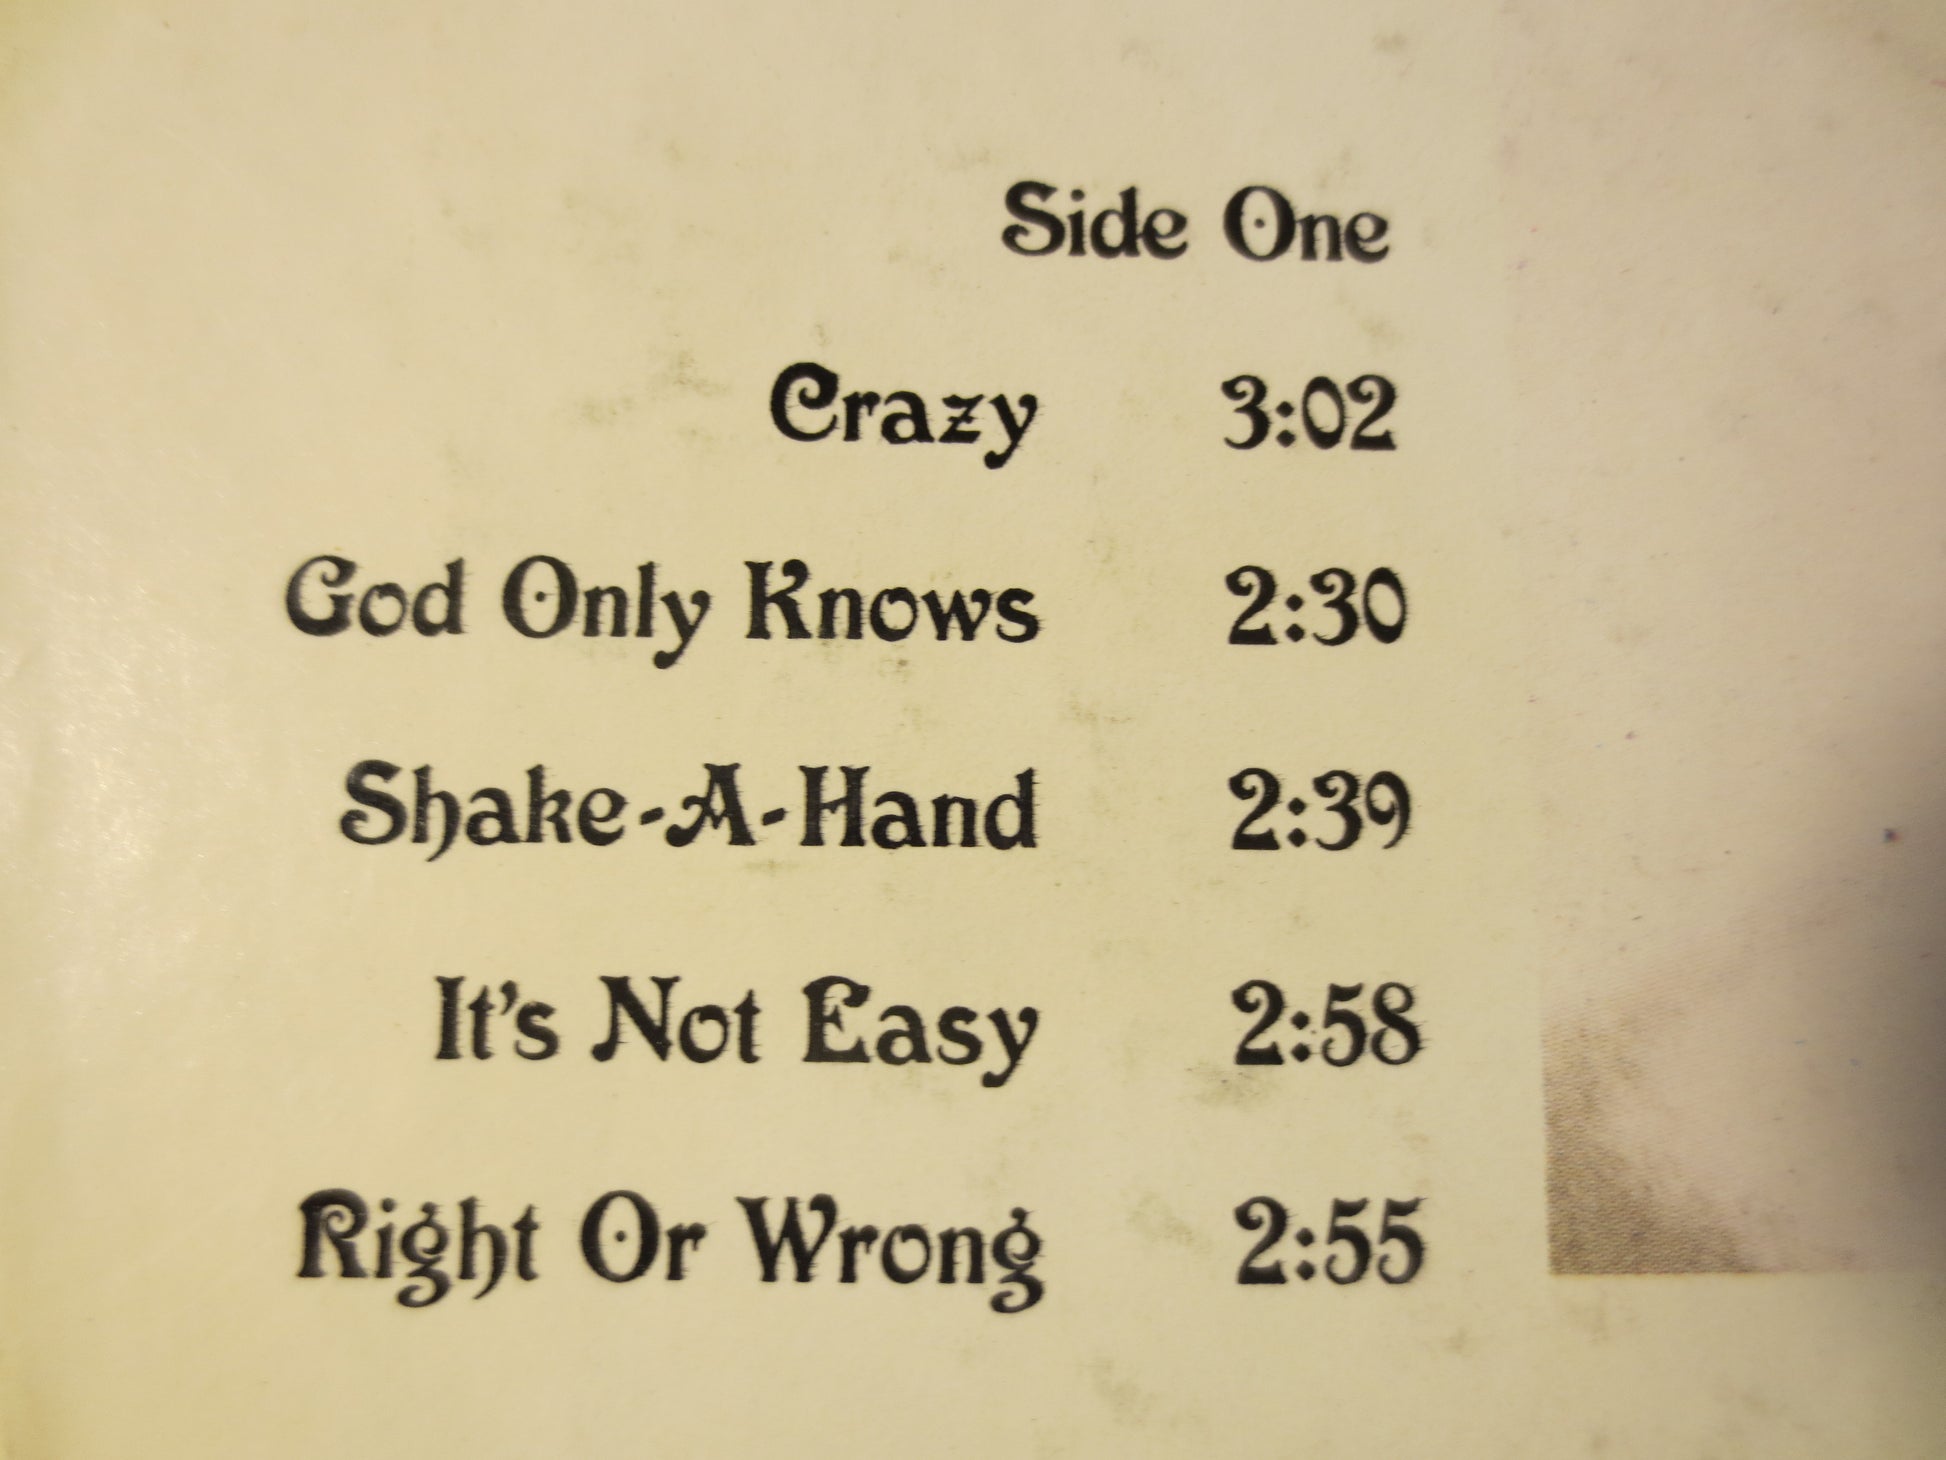 Side One
Crazy 3:02
God Only Knows 2:30
Shake-A-Hand 2:39
It's Not Easy 2:58
Right Or Wrong 2:55